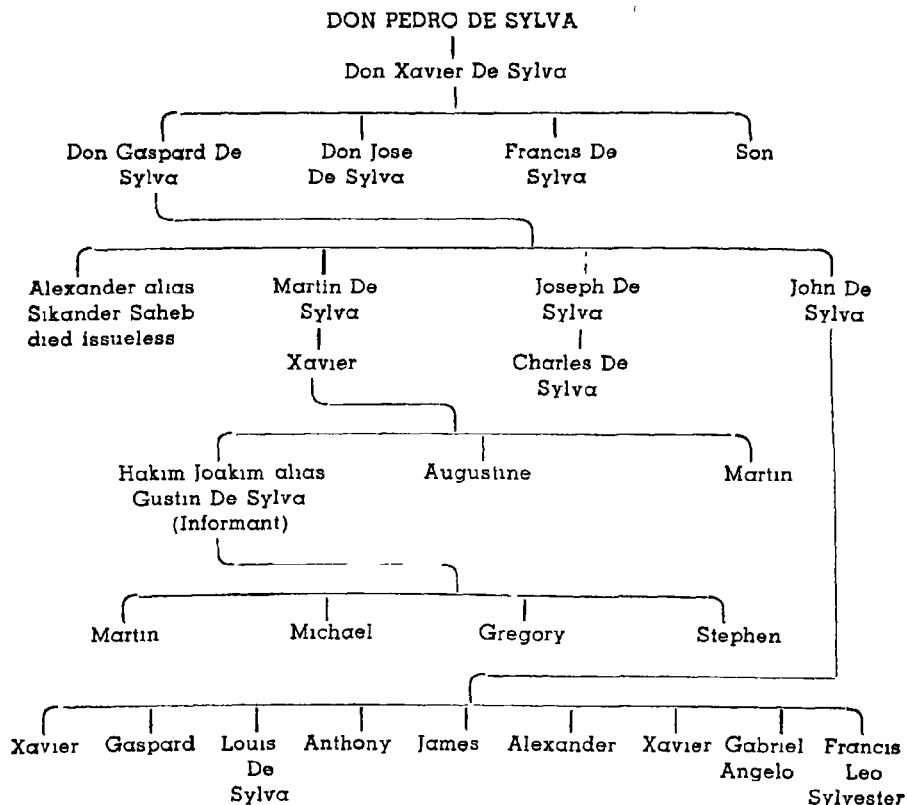 DON PEDRO DE SYLVA
Don Xavier De Sylva
Don Gaspard De
Sylva
Don Jose
De Sylva
Francis De
Sylva
Son
Alexander alias
Sikander Saheb
died issueless
Martin De
Sylva
Joseph De
Sylva
John De
Sylva
Xavier
Charles De
Sylva
Hakim Joakim alias
Gustin De Sylva
(Informant)
Augustine
Martin
Martin
Michael
Gregory
Stephen
Xavier
Gaspard
Louis
De
Sylva
Anthony
James
Alexander
Xavier
Gabriel
Angelo
Francis
Leo
Sylvester